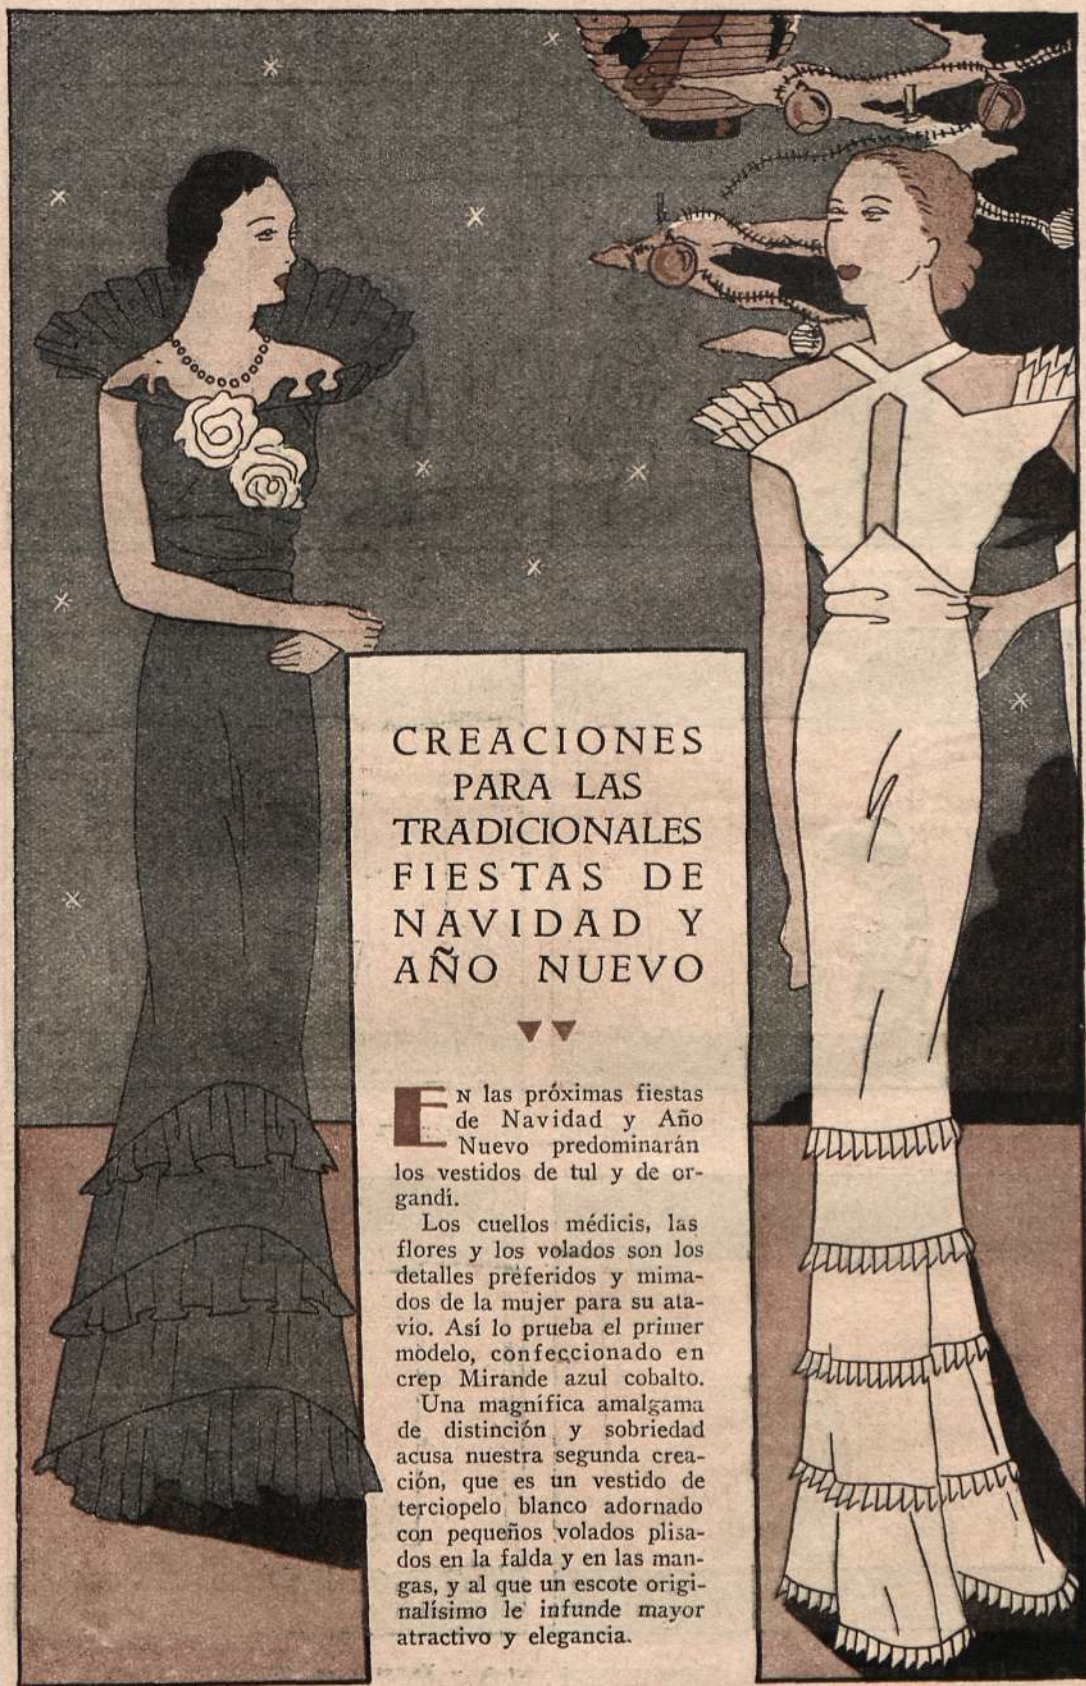 CREACIONES
PARA LAS
TRADICIONALES
FIESTAS DE
NAVIDAD Y
AÑO NUEVO
EN las próximas fiestas
de Navidad y Año
Nuevo predominarán
los vestidos de tul y de or-
gandí.
Los cuellos médicis, las
flores y los volados son los
detalles preferidos y mima-
dos de la mujer para su ata-
vío. Así lo prueba el primer
modelo, confeccionado en
crep Mirande azul cobalto.
Una magnífica amalgama
de distinción y sobriedad
acusa nuestra segunda crea-
ción, que es un vestido de
terciopelo blanco adornado
con pequeños volados plisa-
dos en la falda y en las man-
gas, y al que un escote origi-
nalísimo le infunde mayor
atractivo y elegancia.